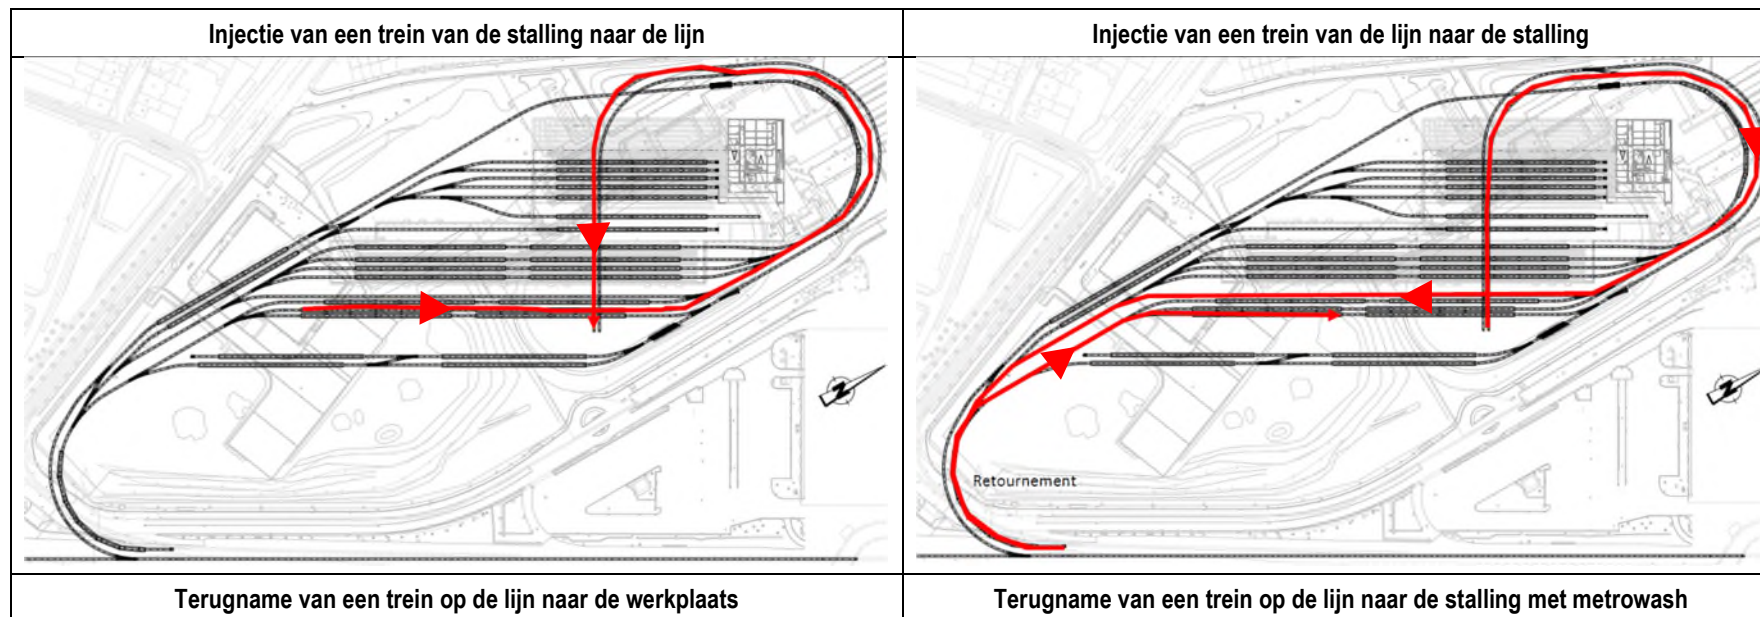 Injectie van een trein van de stalling naar de lijn
Injectie van een trein van de lijn naar de stalling
Retournement
Terugname van een trein op de lijn naar de werkplaats
Terugname van een trein op de lijn naar de stalling met metrowash